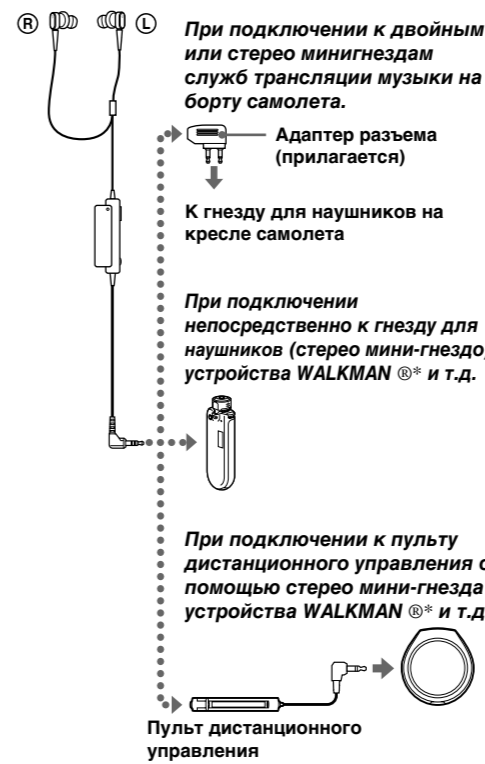 Ⓡ Ⓛ
При подключении к двойным
или стерео минигнездам
служб трансляции музыки на
борту самолета.
Адаптер разъема
(прилагается)
К гнезду для наушников на
кресле самолета
При подключении
непосредственно к гнезду для
наушников (стерео мини-гнездо)
устройства WALKMAN ®* и т.д.
При подключении к пульту
дистанционного управления с
помощью стерео мини-гнезда
устройства WALKMAN ®* и т.д
Пульт дистанционного
управления